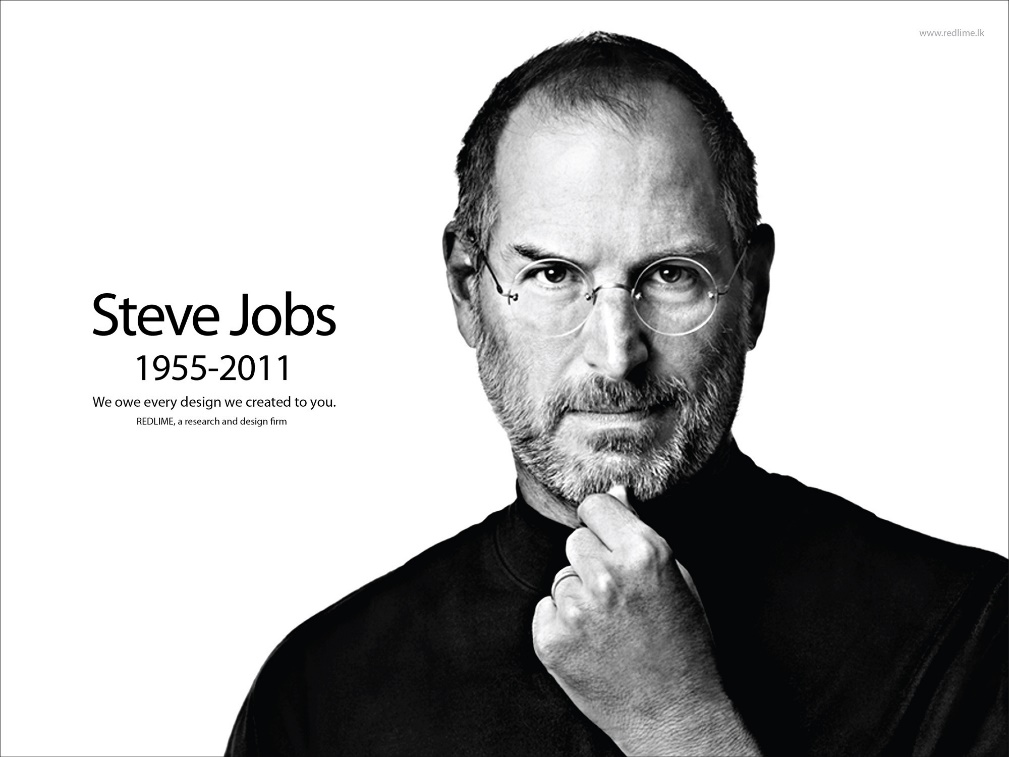 www.redlime.lk
Steve Jobs
1955-2011
We owe every design we created to you.
REDLIME, a research and design firm